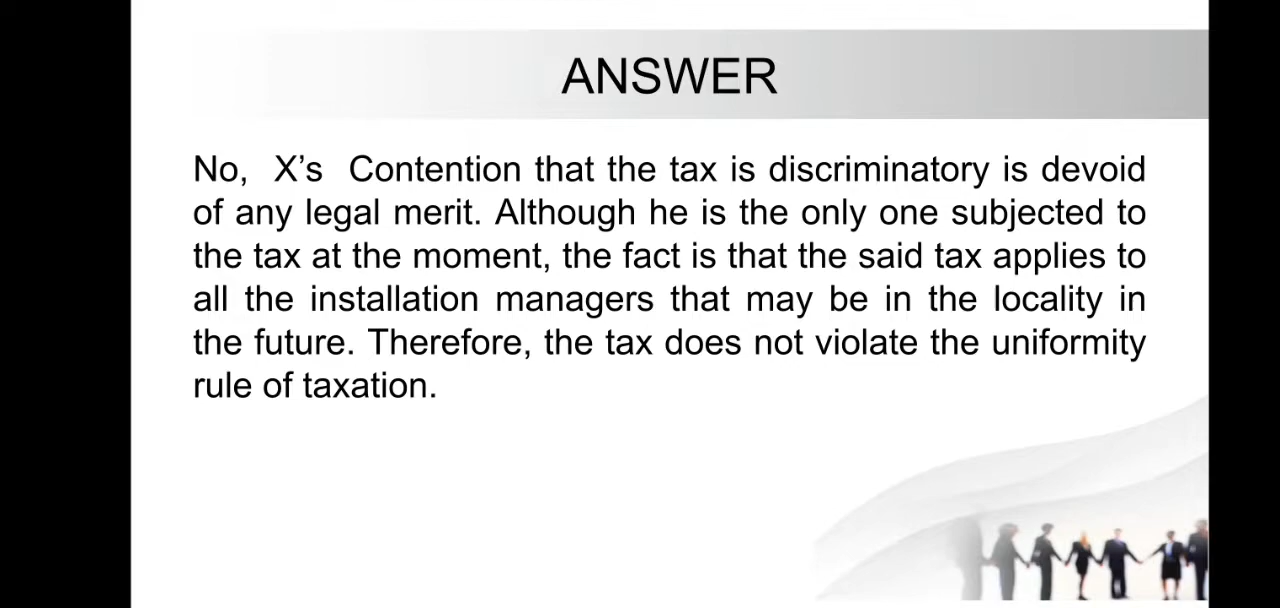 ANSWER
No, X’s Contention that the tax is discriminatory is devoid
of any legal merit. Although he is the only one subjected to
the tax at the moment, the fact is that the said tax applies to
all the installation managers that may be in the locality in
the future. Therefore, the tax does not violate the uniformity
rule of taxation.